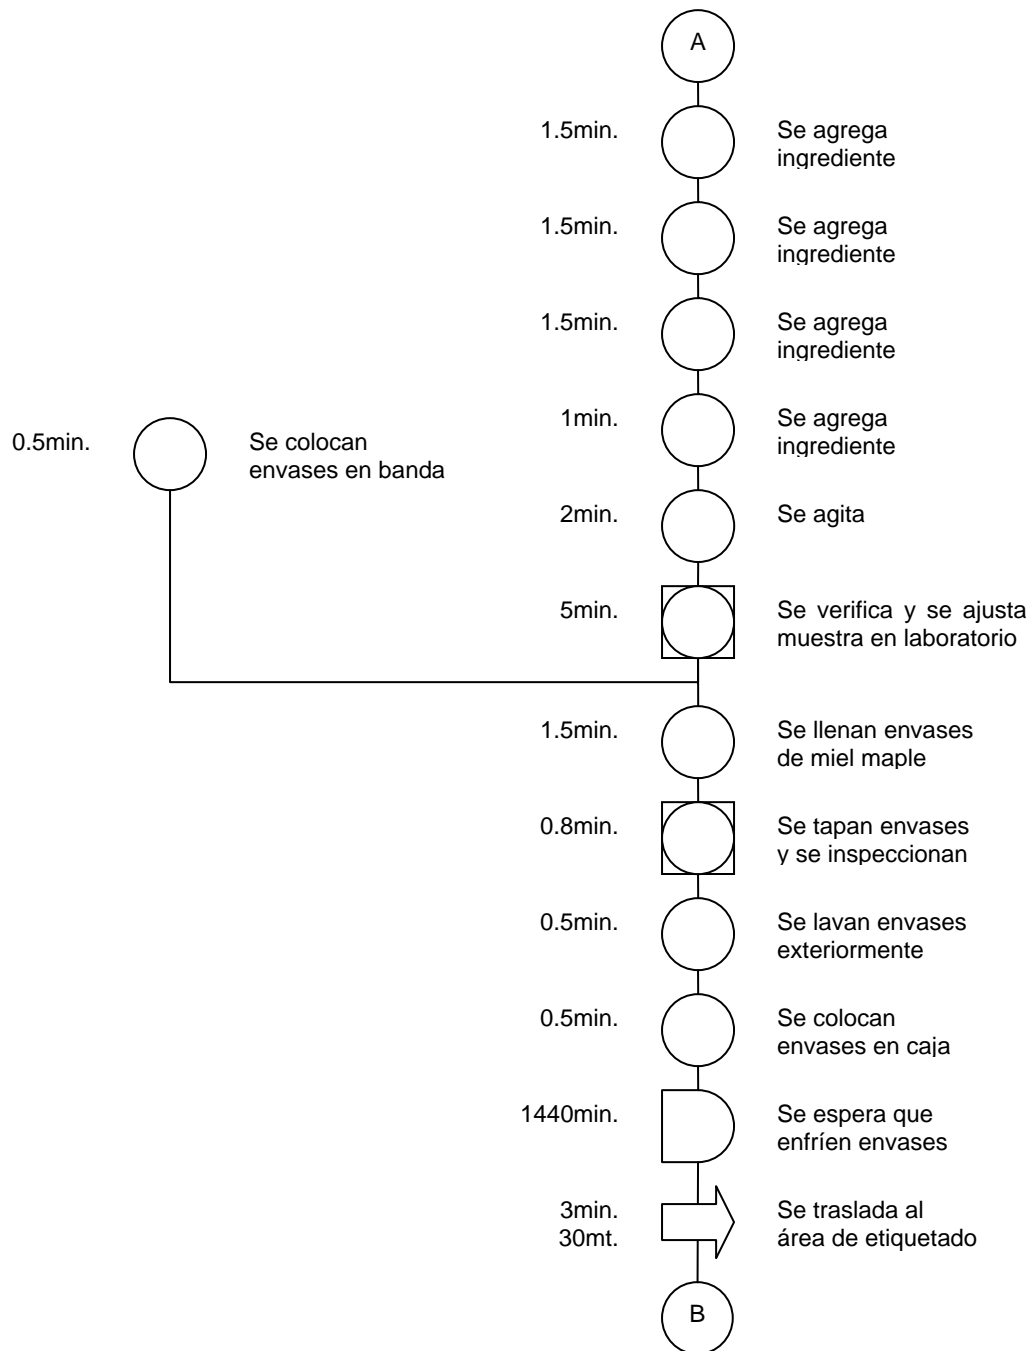 A
1.5min.
Se agrega
ingrediente
1.5min.
Se agrega
ingrediente
1.5min.
Se agrega
ingrediente
1min.
Se agrega
ingrediente
0.5min.
Se colocan
envases en banda
2min.
Se agita
5min.
Se verifica y se ajusta
muestra en laboratorio
1.5min.
Se llenan envases
de miel maple
0.8min.
Se tapan envases
y se inspeccionan
0.5min.
Se lavan envases
exteriormente
0.5min.
Se colocan
envases en caja
1440min.
Se espera que
enfríen envases
3min.
30mt.
Se traslada al
área de etiquetado
B